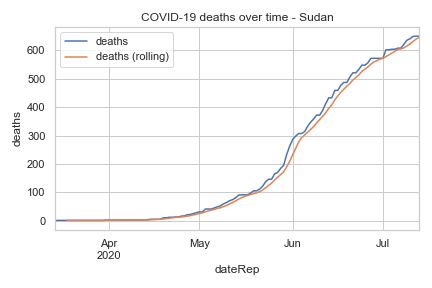 COVID-19 deaths over time - Sudan
deaths
deaths (rolling)
600
500
400
300
200
100
0
deaths
Apr
2020
May
Jun
Jul
dateRep